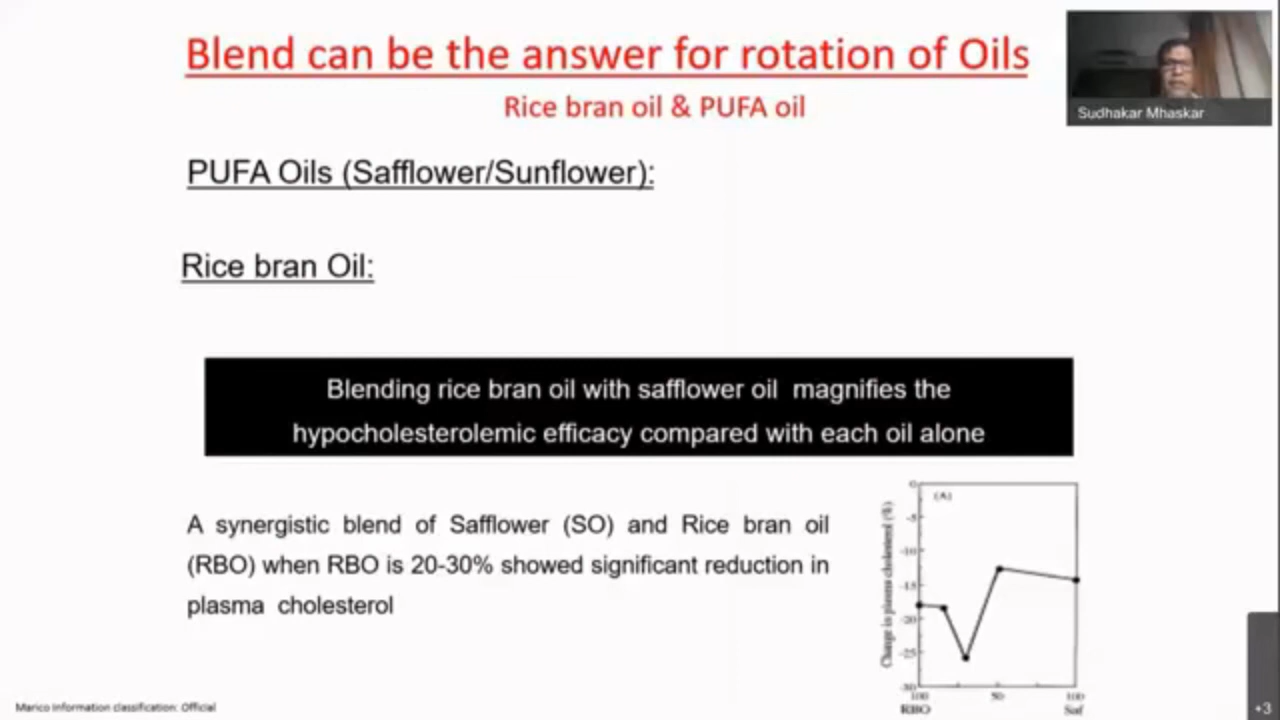 Blend can be the answer for rotation of Oils
Rice bran oil & PUFA oil
Sudhakar Mhaskar
PUFA Oils (Safflower/Sunflower):
Rice bran Oil:
Blending rice bran oil with safflower oil magnifies the
hypocholesterolemic efficacy compared with each oil alone
A synergistic blend of Safflower (SO) and Rice bran oil
(RBO) when RBO is 20-30% showed significant reduction in
plasma cholesterol
Change in plasma cholesterol (%)
(A)
0
-5
-10
-15
-20
-25
-30
100 50 100
RBO Saf
Marico Information classification: Official
+3